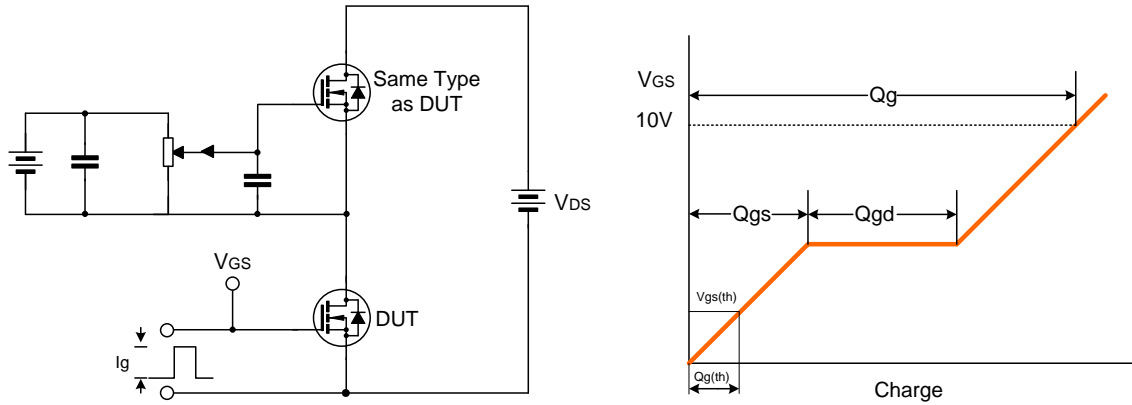 Same Type
as DUT
VDS
VGS
DUT
Ig
VGS
Qg
10V
Qgs
Qgd
Vgs(th)
Qg(th)
Charge